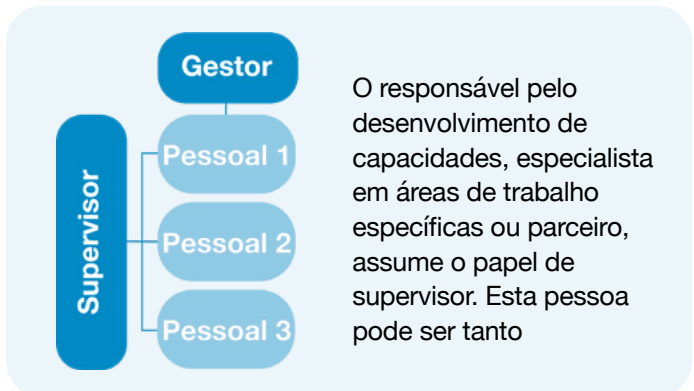 Gestor
Supervisor
Pessoal 1
Pessoal 2
Pessoal 3
O responsável pelo
desenvolvimento de
capacidades, especialista
em áreas de trabalho
específicas ou parceiro,
assume o papel de
supervisor. Esta pessoa
pode ser tanto